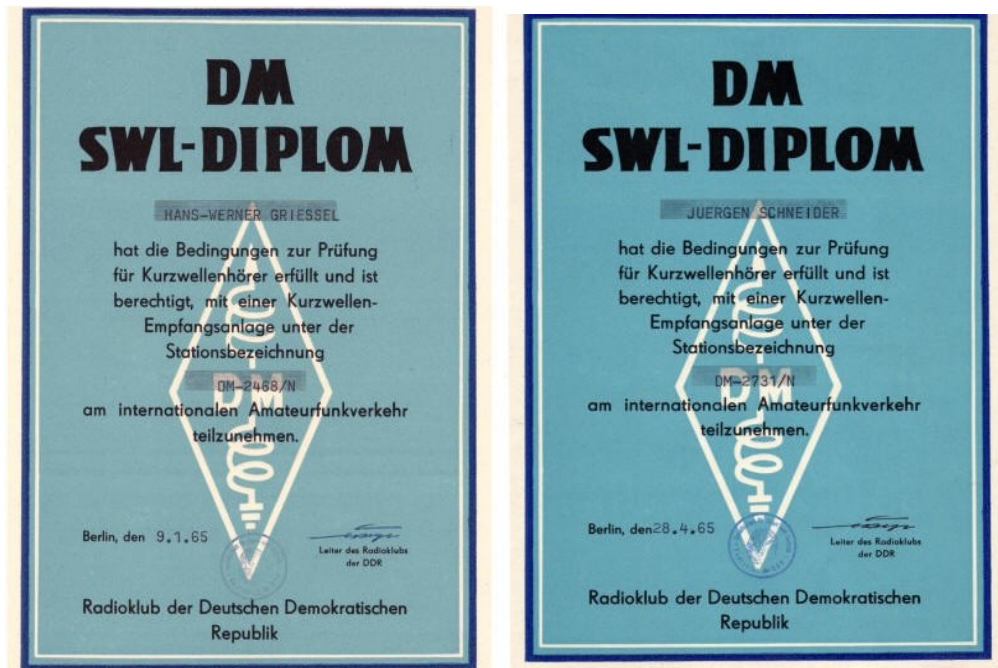 DM
SWL-DIPLOM
HANS-WERNER GRIESSEL
hat die Bedingungen zur Prüfung
für Kurzwellenhörer erfüllt und ist
berechtigt, mit einer Kurzwellen-
Empfangsanlage unter der
Stationsbezeichnung
DM-2468/N
DM
am internationalen Amateurfunkverkehr
teilzunehmen.
Berlin, den 9.1.65
Leiter des Radioklubs
der DDR
Radioklub der Deutschen Demokratischen
Republik
DM
SWL-DIPLOM
JUERGEN SCHNEIDER
hat die Bedingungen zur Prüfung
für Kurzwellenhörer erfüllt und ist
berechtigt, mit einer Kurzwellen-
Empfangsanlage unter der
Stationsbezeichnung
DM-2731/N
DM
am internationalen Amateurfunkverkehr
teilzunehmen.
Berlin, den 28.4.65
Leiter des Radioklubs
der DDR
Radioklub der Deutschen Demokratischen
Republik